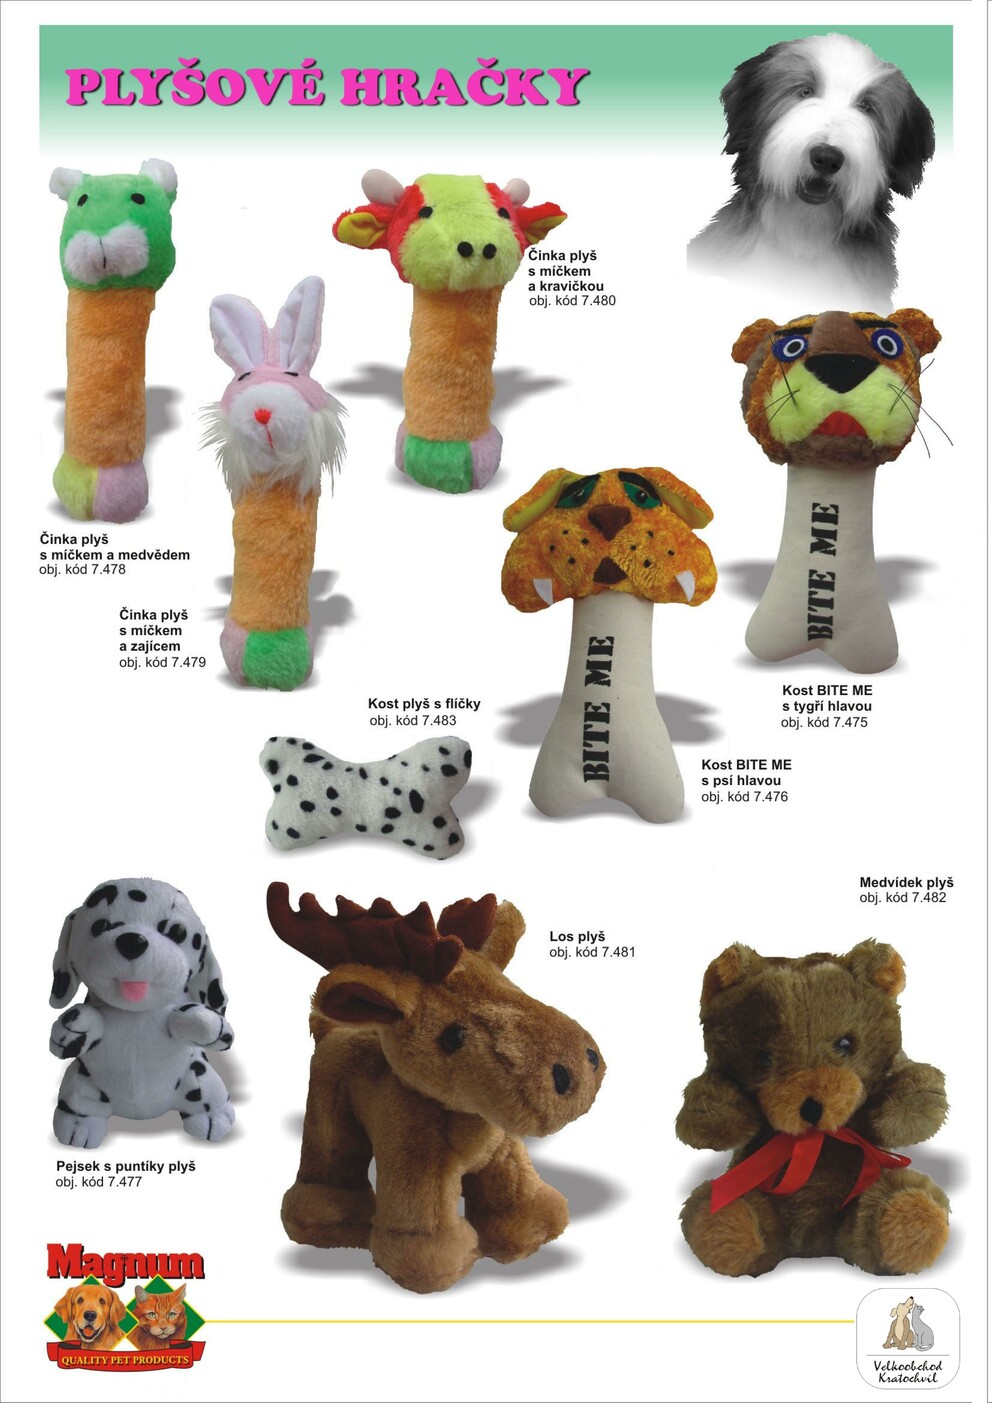 PLYŠOVÉ HRAČKY
Činka plyš
s míčkem
a kravičkou
obj. kód 7.480
Činka plyš
s míčkem a medvědem
obj. kód 7.478
Činka plyš
s míčkem
a zajícem
obj. kód 7.479
BITE ME
BITE ME
Kost BITE ME
s tygří hlavou
obj. kód 7.475
Kost plyš s flíčky
obj. kód 7.483
Kost BITE ME
s psí hlavou
obj. kód 7.476
Medvídek plyš
obj. kód 7.482
Los plyš
obj. kód 7.481
Pejsek s puntíky plyš
obj. kód 7.477
Magnum
QUALITY PET PRODUCTS
Velkoobchod
Kratochvíl